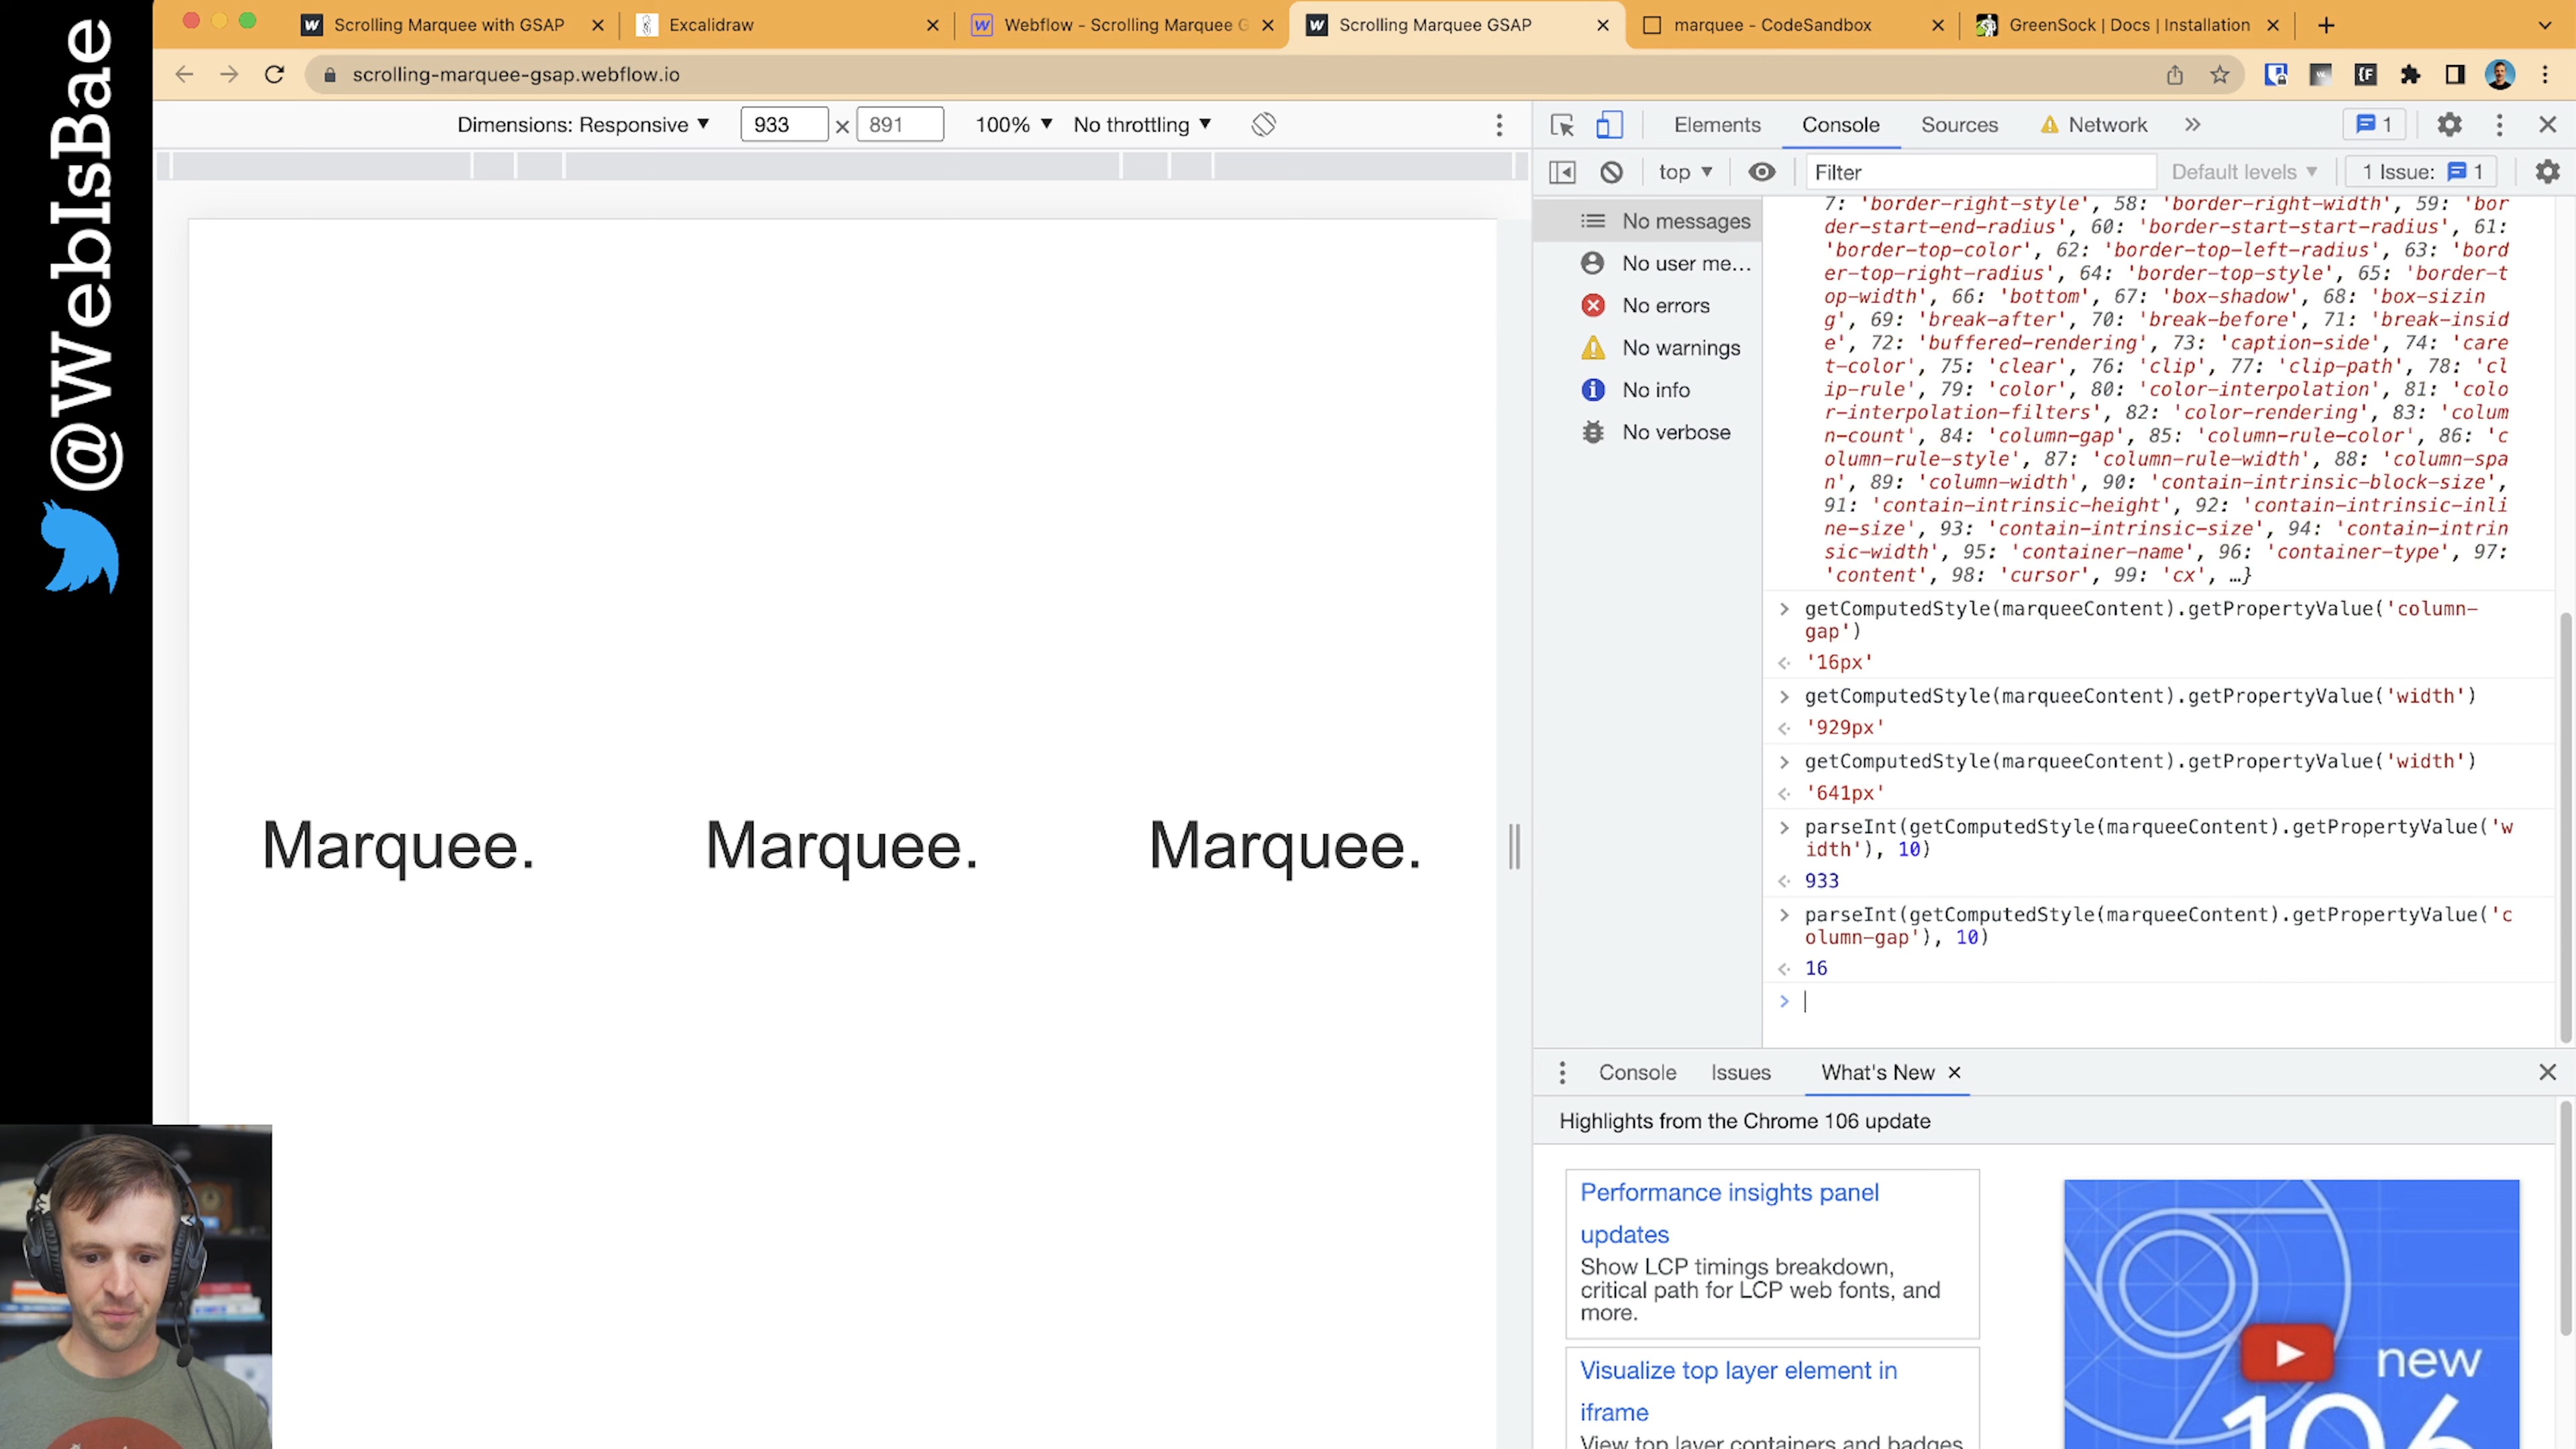 @WebIsBae
Scrolling Marquee with GSAP
Excalidraw
Webflow - Scrolling Marquee G
Scrolling Marquee GSAP
marquee - CodeSandbox
GreenSock | Docs | Installation
scrolling-marquee-gsap.webflow.io
Dimensions: Responsive
933
891
100%
No throttling
Elements
Console
Sources
Network
1
top
Filter
Default levels
1 Issue:
1
No messages
No user me...
No errors
No warnings
No info
No verbose
7: 'border-right-style', 58: 'border-right-width', 59: 'bor
der-start-end-radius', 60: 'border-start-start-radius', 61:
'border-top-color', 62: 'border-top-left-radius', 63: 'bord
er-top-right-radius', 64: 'border-top-style', 65: 'border-t
op-width', 66: 'bottom', 67: 'box-shadow', 68: 'box-sizin
g', 69: 'break-after', 70: 'break-before', 71: 'break-insid
e', 72: 'buffered-rendering', 73: 'caption-side', 74: 'care
t-color', 75: 'clear', 76: 'clip', 77: 'clip-path', 78: 'cl
ip-rule', 79: 'color', 80: 'color-interpolation', 81: 'colo
r-interpolation-filters', 82: 'color-rendering', 83: 'colum
n-count', 84: 'column-gap', 85: 'column-rule-color', 86: 'c
olumn-rule-style', 87: 'column-rule-width', 88: 'column-spa
n', 89: 'column-width', 90: 'contain-intrinsic-block-size',
91: 'contain-intrinsic-height', 92: 'contain-intrinsic-inli
ne-size', 93: 'contain-intrinsic-size', 94: 'contain-intrin
sic-width', 95: 'container-name', 96: 'container-type', 97:
'content', 98: 'cursor', 99: 'cx', …}
getComputedStyle(marqueeContent).getPropertyValue('column-
gap')
'16px'
getComputedStyle(marqueeContent).getPropertyValue('width')
'929px'
getComputedStyle(marqueeContent).getPropertyValue('width')
'641px'
parseInt(getComputedStyle(marqueeContent).getPropertyValue('w
idth'), 10)
933
parseInt(getComputedStyle(marqueeContent).getPropertyValue('c
olumn-gap'), 10)
16
Marquee. Marquee. Marquee.
Console
Issues
What's New
Highlights from the Chrome 106 update
Performance insights panel
updates
Show LCP timings breakdown,
critical path for LCP web fonts, and
more.
Visualize top layer element in
iframe
View top layer containers and badges
new
106